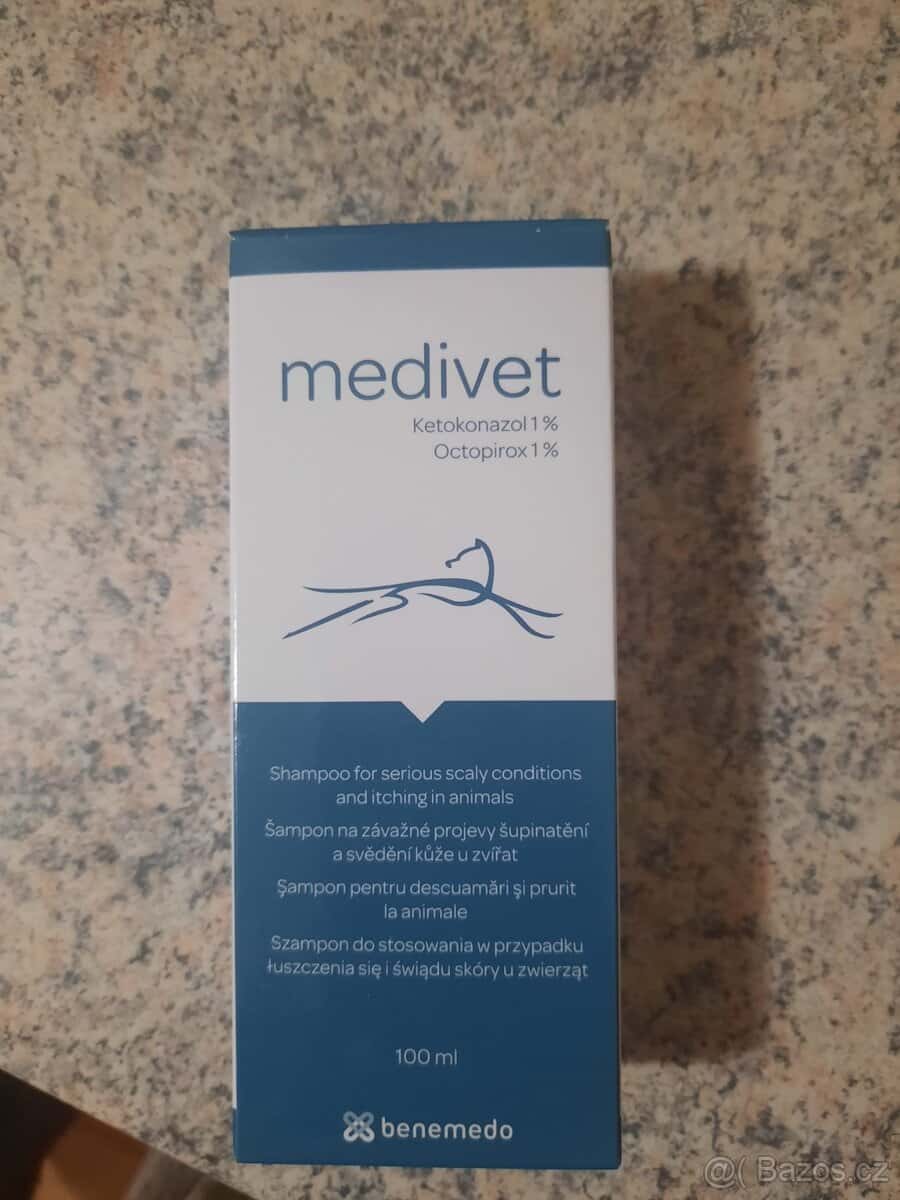 medivet
Ketokonazol 1 %
Octopirox 1 %
Shampoo for serious scaly conditions
and itching in animals
Šampon na závažné projevy šupinatění
a svědění kůže u zvířat
Şampon pentru descuamări şi prurit
la animale
Szampon do stosowania w przypadku
łuszczenia się i świądu skóry u zwierząt
100 ml
benemedo
@( Bazos.cz